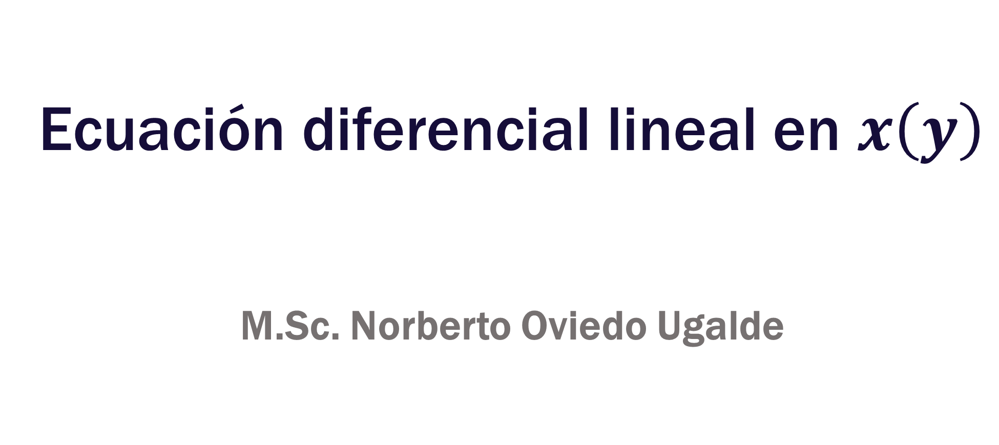 Ecuación diferencial lineal en x(y)
M.Sc. Norberto Oviedo Ugalde